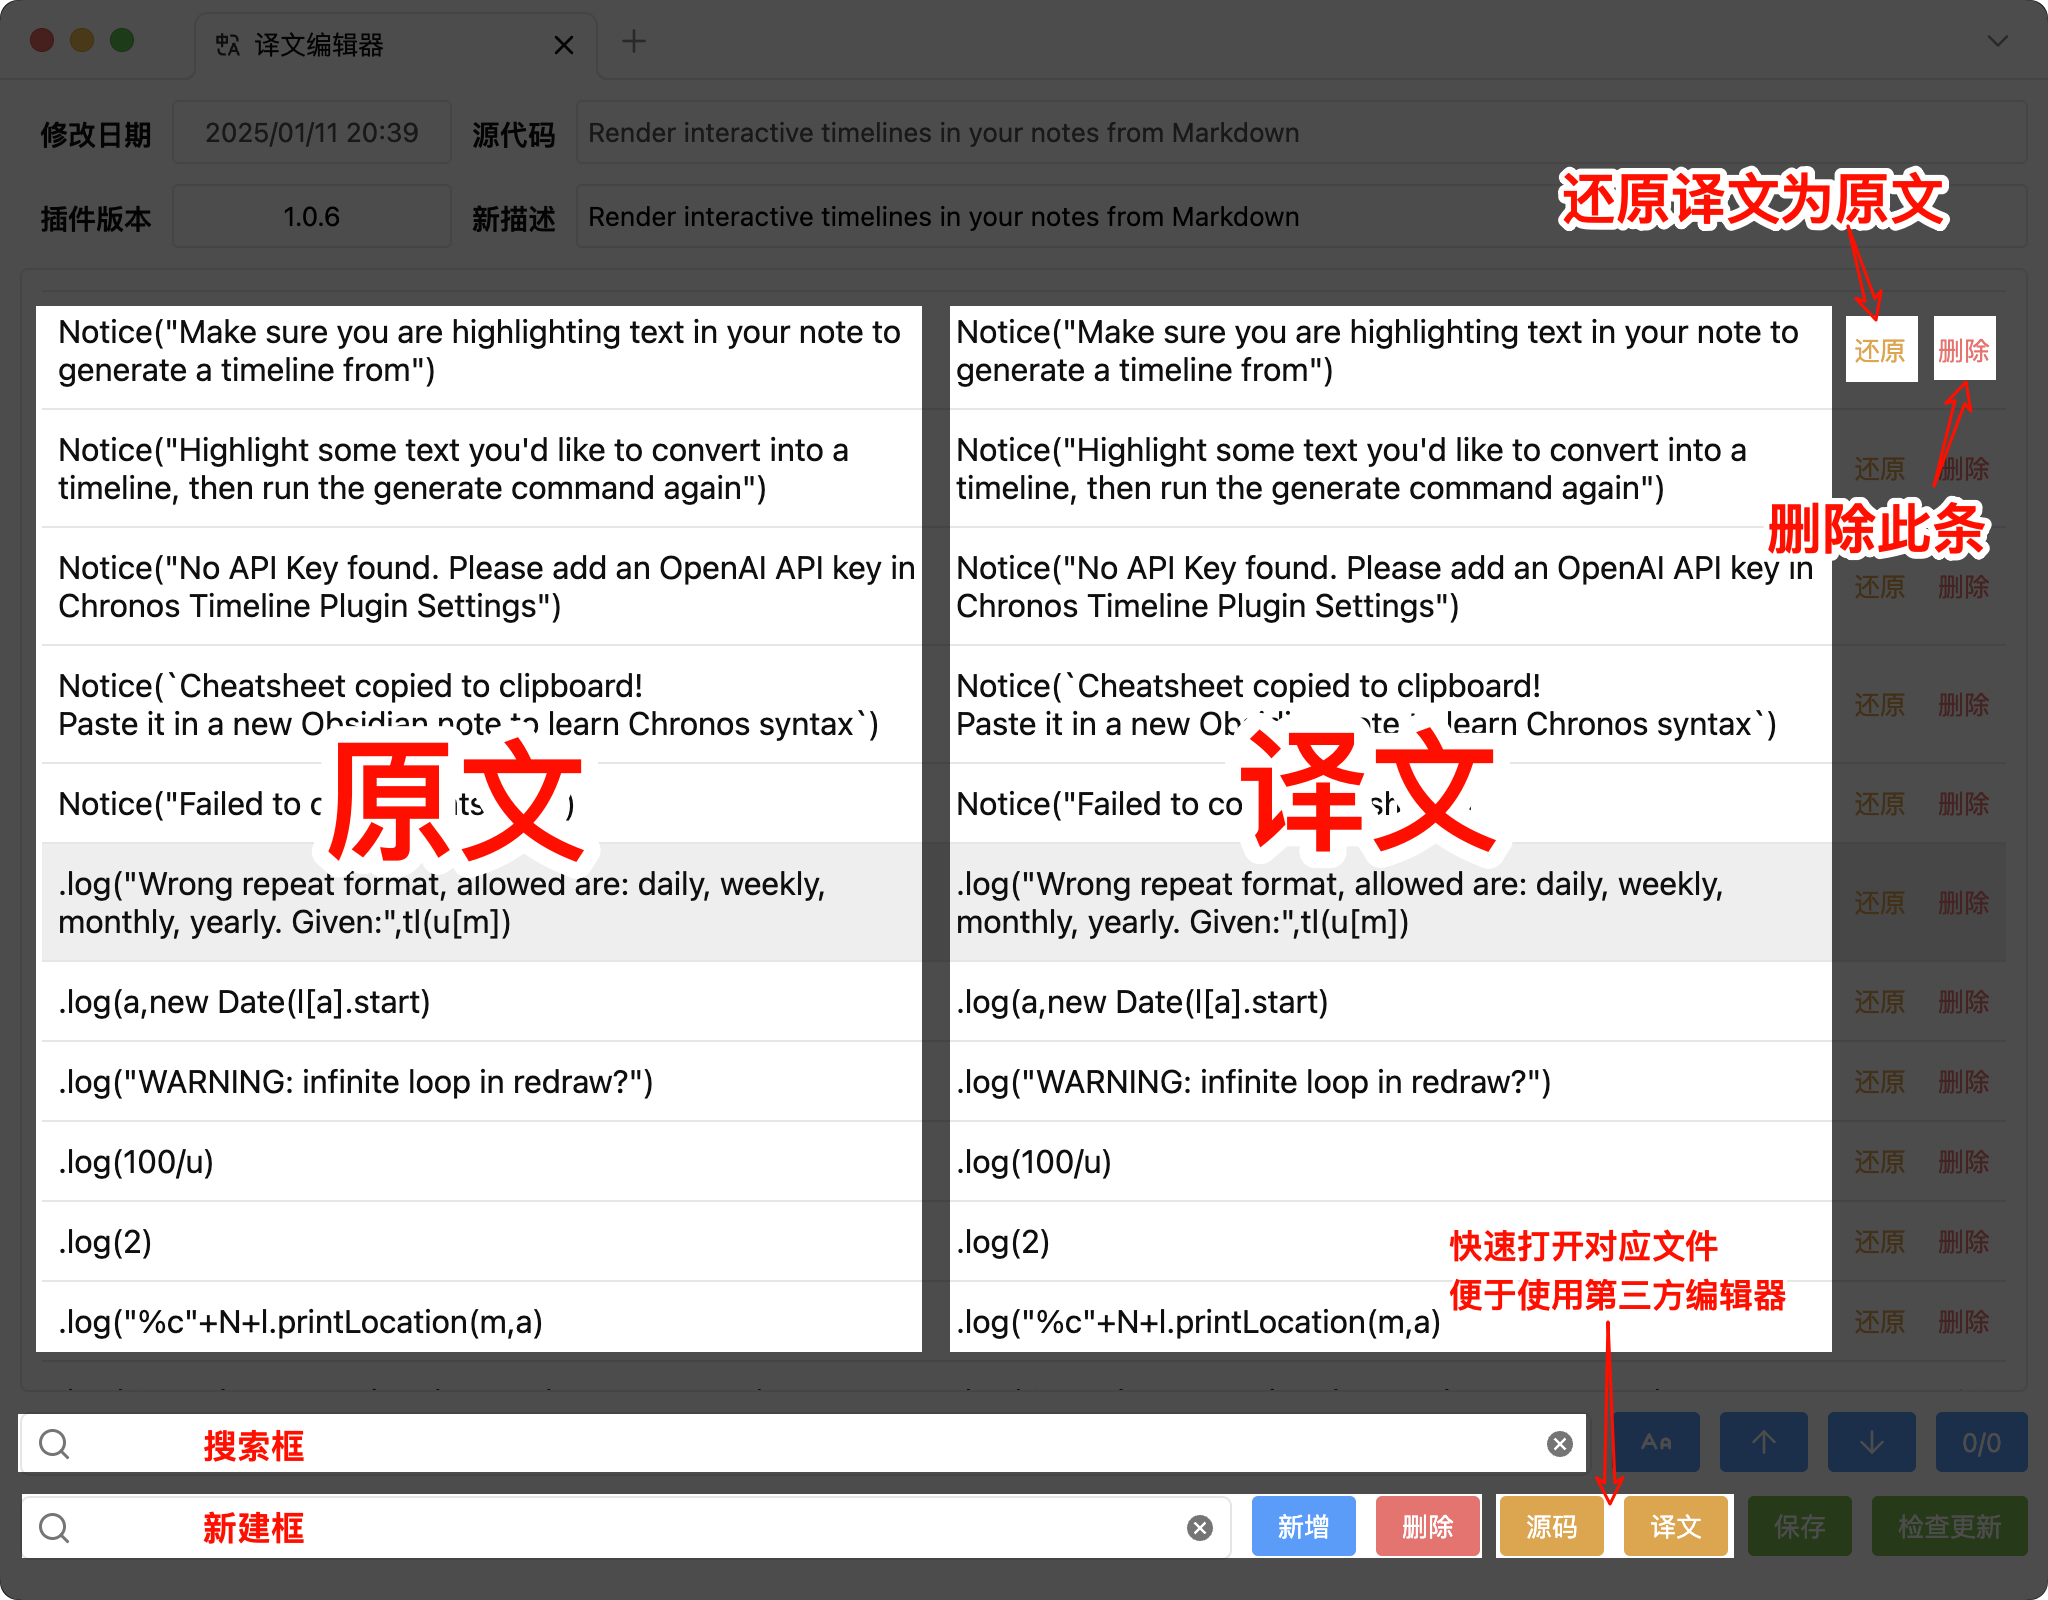 译文编辑器
修改日期 2025/01/11 20:39 源代码 Render interactive timelines in your notes from Markdown
插件版本 1.0.6 新描述 Render interactive timelines in your notes from Markdown
还原译文为原文
Notice("Make sure you are highlighting text in your note to
generate a timeline from")
Notice("Make sure you are highlighting text in your note to
generate a timeline from")
还原 删除
Notice("Highlight some text you'd like to convert into a
timeline, then run the generate command again")
Notice("Highlight some text you'd like to convert into a
timeline, then run the generate command again")
还原 删除
删除此条
Notice("No API Key found. Please add an OpenAI API key in
Chronos Timeline Plugin Settings")
Notice("No API Key found. Please add an OpenAI API key in
Chronos Timeline Plugin Settings")
还原 删除
Notice(`Cheatsheet copied to clipboard!
Paste it in a new Obsidian note to learn Chronos syntax`)
Notice(`Cheatsheet copied to clipboard!
Paste it in a new Obsidian note to learn Chronos syntax`)
还原 删除
原文
译文
Notice("Failed to
Notice("Failed to
还原 删除
.log("Wrong repeat format, allowed are: daily, weekly,
monthly, yearly. Given:",tl(u[m])
.log("Wrong repeat format, allowed are: daily, weekly,
monthly, yearly. Given:",tl(u[m])
还原 删除
.log(a,new Date(l[a].start)
.log(a,new Date(l[a].start)
还原 删除
.log("WARNING: infinite loop in redraw?")
.log("WARNING: infinite loop in redraw?")
还原 删除
.log(100/u)
.log(100/u)
还原 删除
.log(2)
.log(2)
还原 删除
快速打开对应文件
便于使用第三方编辑器
.log("%c"+N+l.printLocation(m,a)
.log("%c"+N+l.printLocation(m,a)
还原 删除
搜索框 Aa ↑ ↓ 0/0
新建框 新增 删除 源码 译文 保存 检查更新